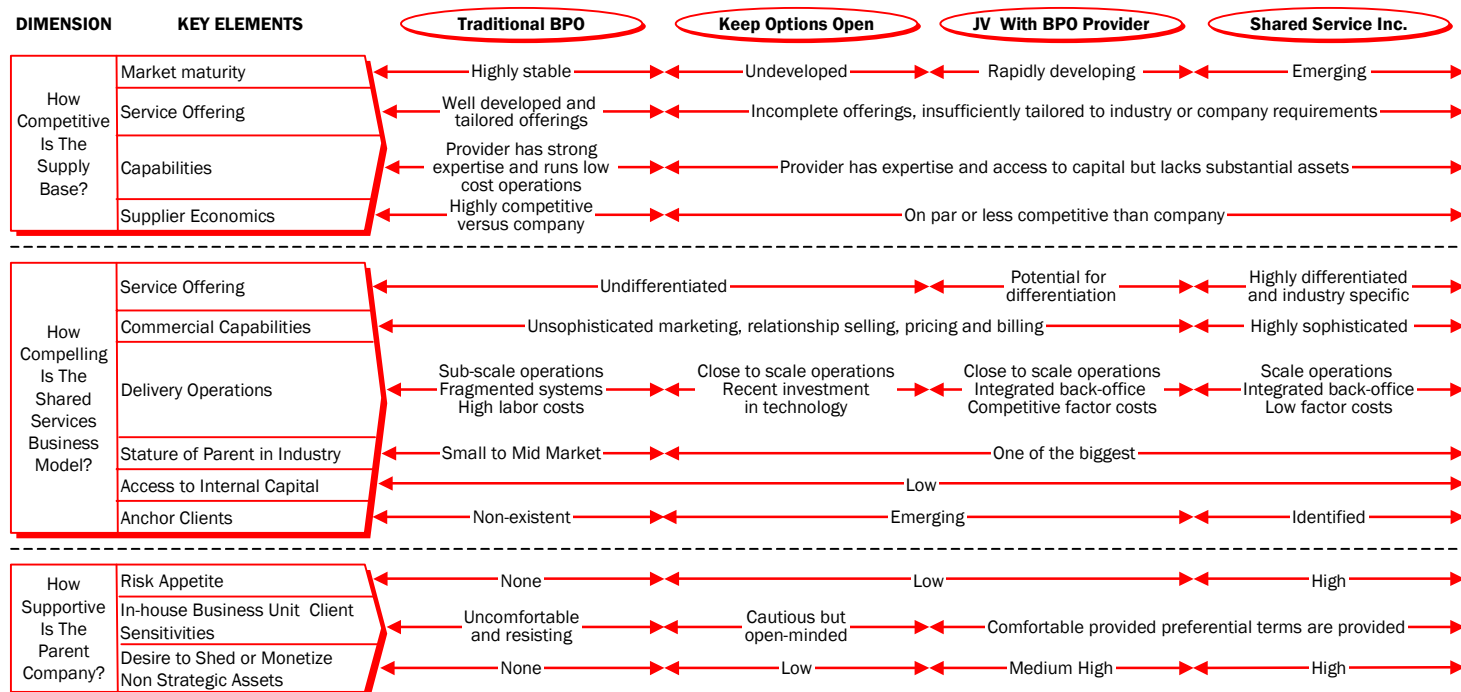 DIMENSION KEY ELEMENTS Traditional BPO Keep Options Open JV With BPO Provider Shared Service Inc.
How
Competitive
Is The
Supply
Base?
Market maturity
Highly stable
Undeveloped
Rapidly developing
Emerging
Service Offering
Well developed and
tailored offerings
Incomplete offerings, insufficiently tailored to industry or company requirements
Capabilities
Provider has strong
expertise and runs low
cost operations
Provider has expertise and access to capital but lacks substantial assets
Supplier Economics
Highly competitive
versus company
On par or less competitive than company
How
Compelling
Is The
Shared
Services
Business
Model?
Service Offering
Undifferentiated
Potential for
differentiation
Highly differentiated
and industry specific
Commercial Capabilities
Unsophisticated marketing, relationship selling, pricing and billing
Highly sophisticated
Delivery Operations
Sub-scale operations
Fragmented systems
High labor costs
Close to scale operations
Recent investment
in technology
Close to scale operations
Integrated back-office
Competitive factor costs
Scale operations
Integrated back-office
Low factor costs
Stature of Parent in Industry
Small to Mid Market
One of the biggest
Access to Internal Capital
Low
Anchor Clients
Non-existent
Emerging
Identified
How
Supportive
Is The
Parent
Company?
Risk Appetite
None
Low
High
In-house Business Unit Client
Sensitivities
Uncomfortable
and resisting
Cautious but
open-minded
Comfortable provided preferential terms are provided
Desire to Shed or Monetize
Non Strategic Assets
None
Low
Medium High
High